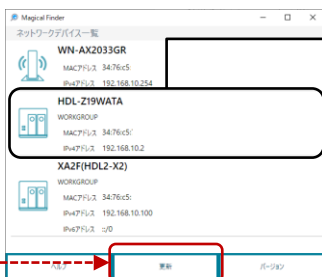 Magical Finder
ネットワークデバイス一覧
WN-AX2033GR
MACアドレス 34:76:c5:
IPv4アドレス 192.168.10.254
HDL-Z19WATA
WORKGROUP
MACアドレス 34:76:c5:
IPv4アドレス 192.168.10.2
XA2F(HDL2-X2)
WORKGROUP
MACアドレス 34:76:c5:
IPv4アドレス 192.168.10.100
IPv6アドレス ::/0
ヘルプ 更新 バージョン